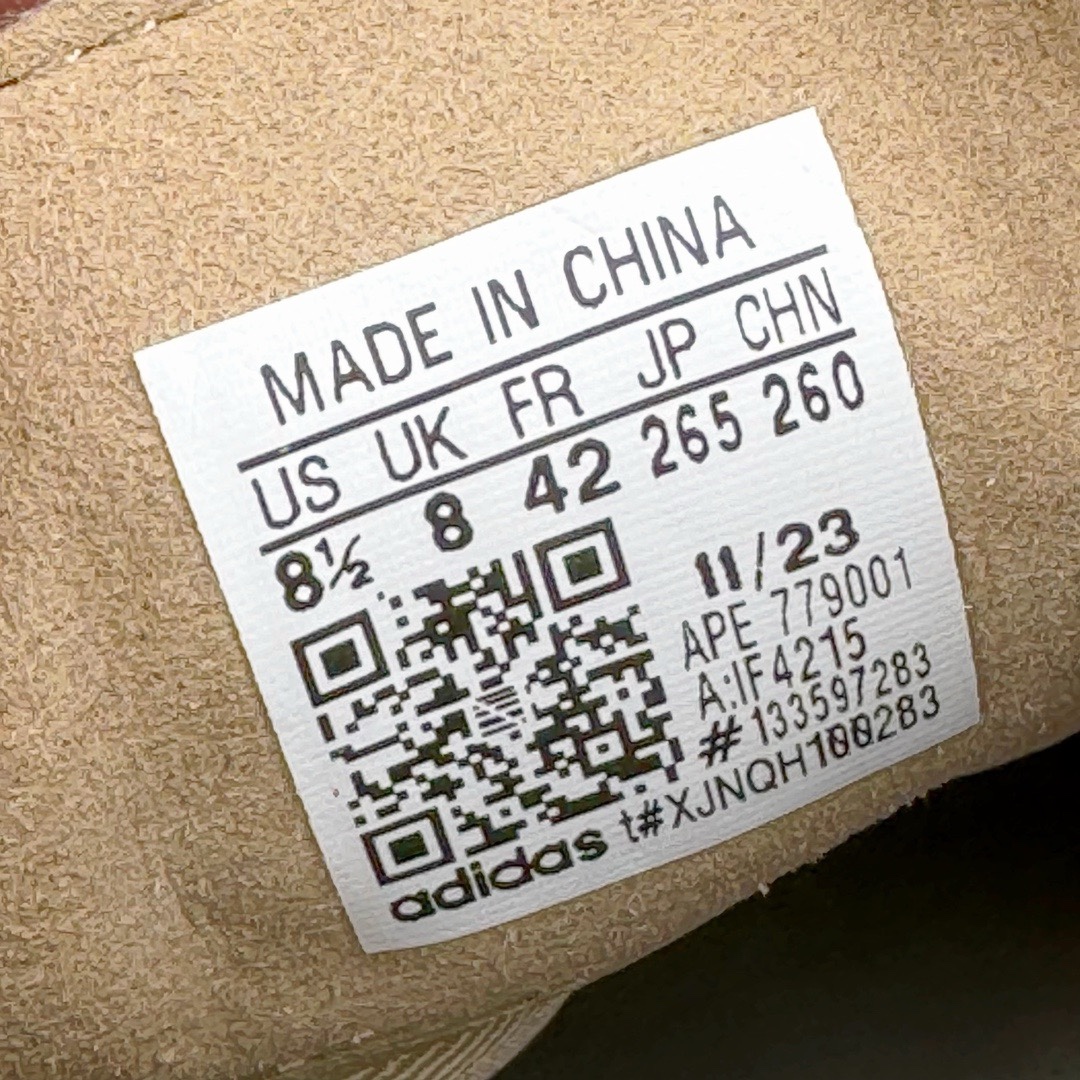 MADE IN CHINA
US UK FR JP CHN
8½ 8 42 265 260
11/23
APE 779001
A:IF4215
# 133597283
t#XJNQH100283
adidas